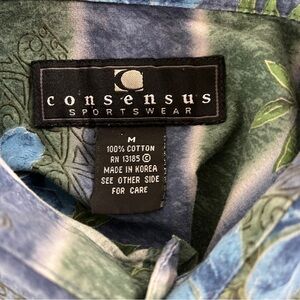 consensus
SPORTSWEAR
M
100% COTTON
RN 13185 ©
MADE IN KOREA
SEE OTHER SIDE
FOR CARE